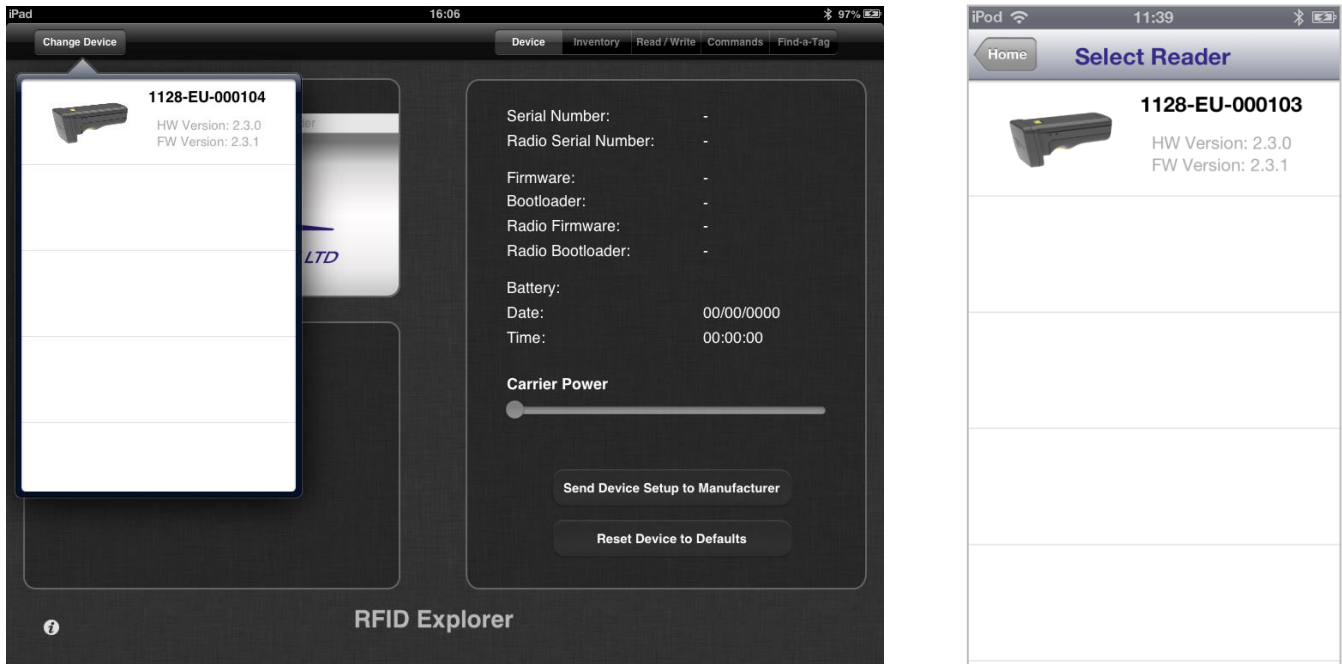 iPad
16:06
97%
Change Device
Device Inventory Read / Write Commands Find-a-Tag
1128-EU-000104
HW Version: 2.3.0
FW Version: 2.3.1
LTD
Serial Number: -
Radio Serial Number: -
Firmware: -
Bootloader: -
Radio Firmware: -
Radio Bootloader: -
Battery:
Date: 00/00/0000
Time: 00:00:00
Carrier Power
Send Device Setup to Manufacturer
Reset Device to Defaults
RFID Explorer
iPod
11:39
Home
Select Reader
1128-EU-000103
HW Version: 2.3.0
FW Version: 2.3.1